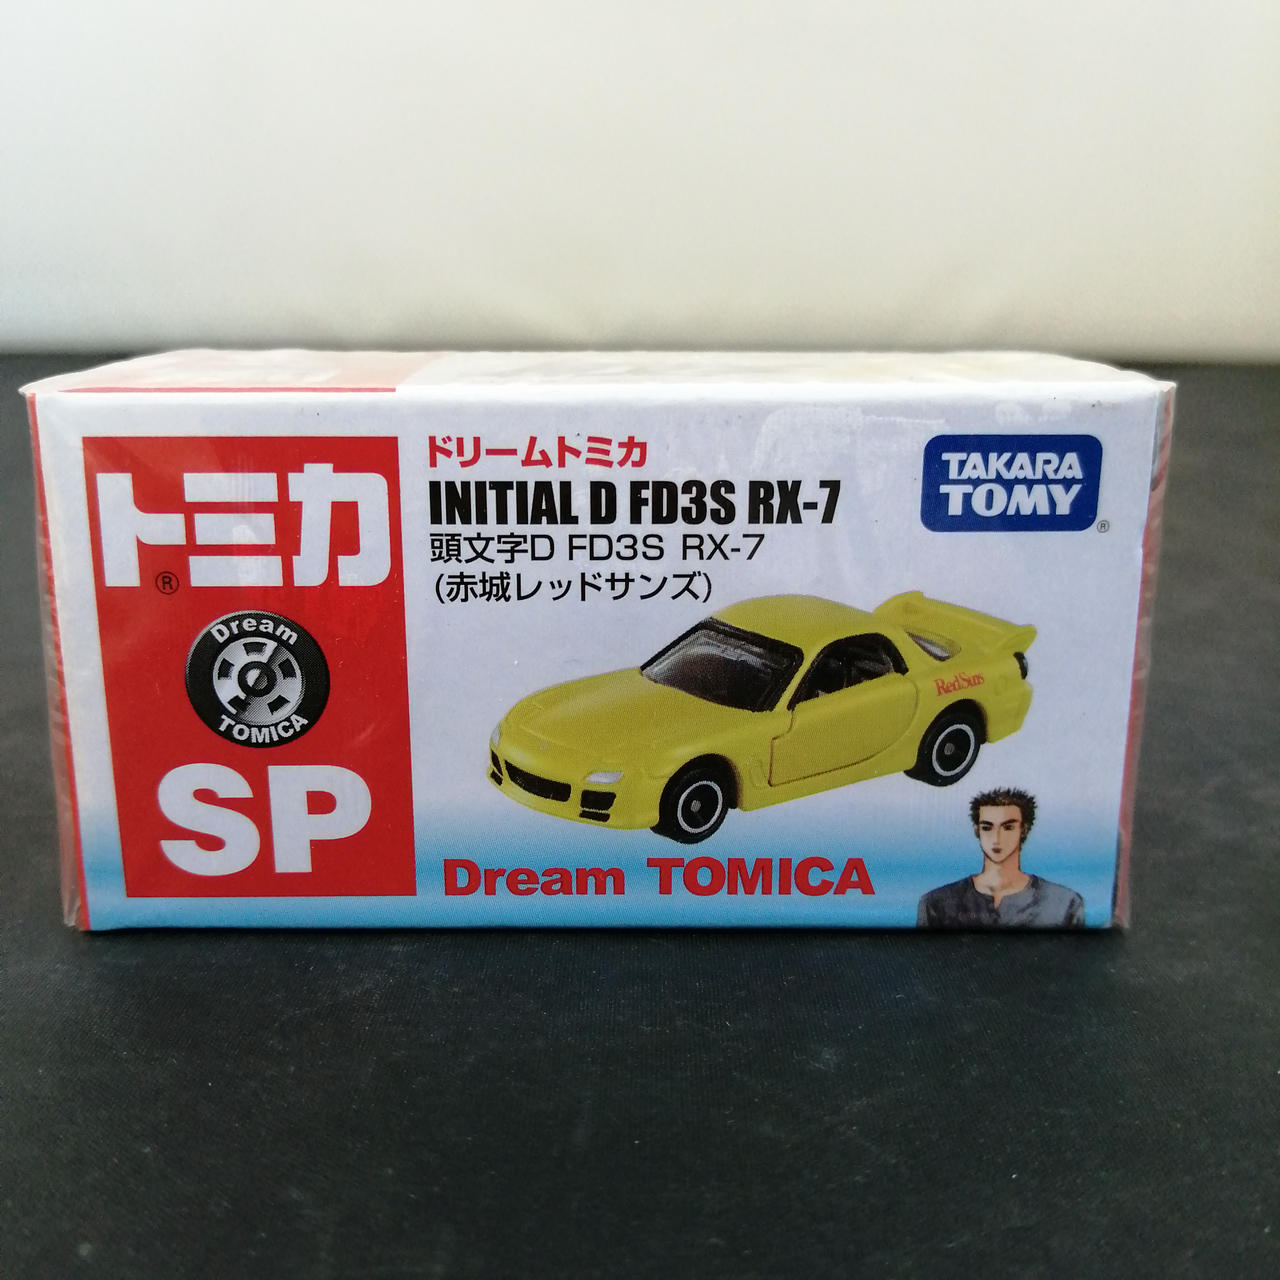 トミカ
®
Dream
TOMICA
SP
ドリームトミカ
INITIAL D FD3S RX-7
頭文字D FD3S RX-7
(赤城レッドサンズ)
TAKARA
TOMY
®
RedSuns
Dream TOMICA